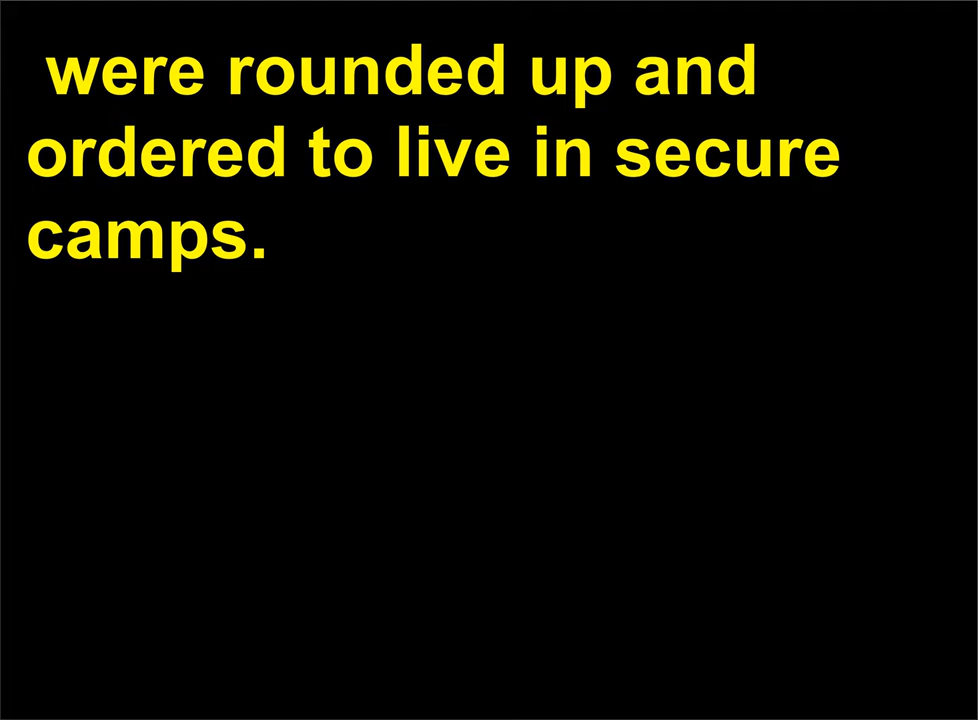 were rounded up and
ordered to live in secure
camps.